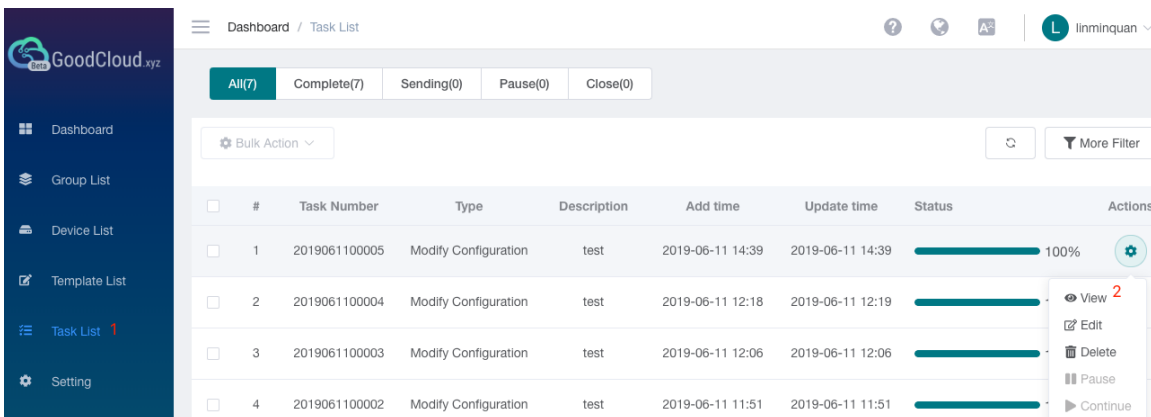 Dashboard / Task List
L linminquan
Beta GoodCloud.xyz
All(7) Complete(7) Sending(0) Pause(0) Close(0)
Dashboard
Bulk Action
More Filter
Group List
# Task Number Type Description Add time Update time Status Actions
Device List
1 2019061100005 Modify Configuration test 2019-06-11 14:39 2019-06-11 14:39 100%
Template List
2 2019061100004 Modify Configuration test 2019-06-11 12:18 2019-06-11 12:19
View 2
Edit
Task List 1
3 2019061100003 Modify Configuration test 2019-06-11 12:06 2019-06-11 12:06
Delete
Pause
Setting
4 2019061100002 Modify Configuration test 2019-06-11 11:51 2019-06-11 11:51
Continue